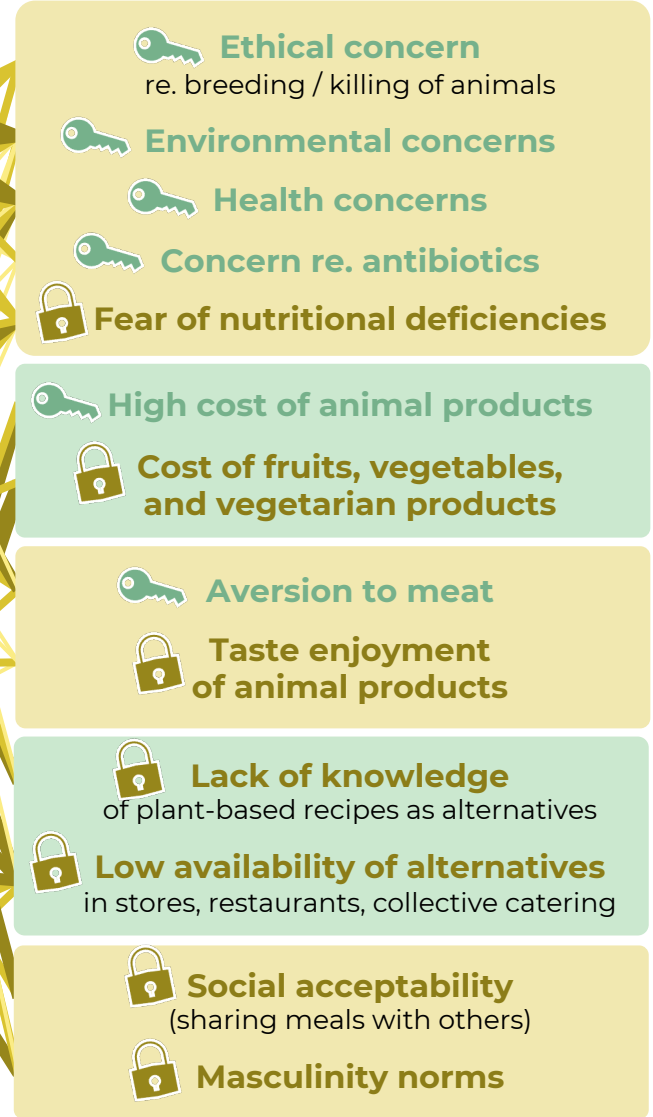 Ethical concern
re. breeding / killing of animals
Environmental concerns
Health concerns
Concern re. antibiotics
Fear of nutritional deficiencies
High cost of animal products
Cost of fruits, vegetables,
and vegetarian products
Aversion to meat
Taste enjoyment
of animal products
Lack of knowledge
of plant-based recipes as alternatives
Low availability of alternatives
in stores, restaurants, collective catering
Social acceptability
(sharing meals with others)
Masculinity norms